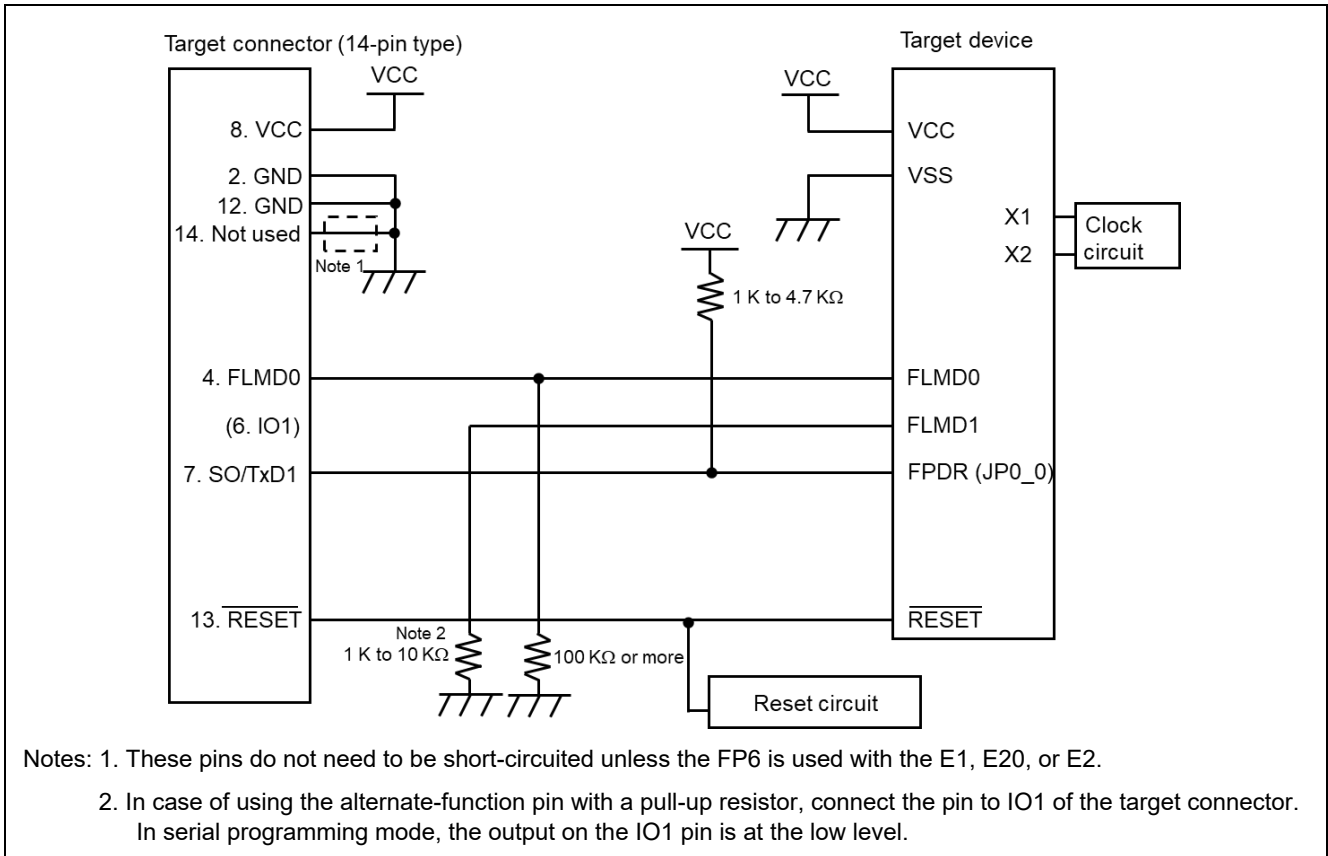 Target connector (14-pin type)
Target device
VCC
VCC
8. VCC
VCC
2. GND
VSS
12. GND
14. Not used
Note 1
X1
X2
Clock
circuit
VCC
1 K to 4.7 KΩ
4. FLMD0
FLMD0
(6. IO1)
FLMD1
7. SO/TxD1
FPDR (JP0_0)
13. RESET
RESET
Note 2
1 K to 10 KΩ
100 KΩ or more
Reset circuit
Notes: 1. These pins do not need to be short-circuited unless the FP6 is used with the E1, E20, or E2.
2. In case of using the alternate-function pin with a pull-up resistor, connect the pin to IO1 of the target connector.
In serial programming mode, the output on the IO1 pin is at the low level.